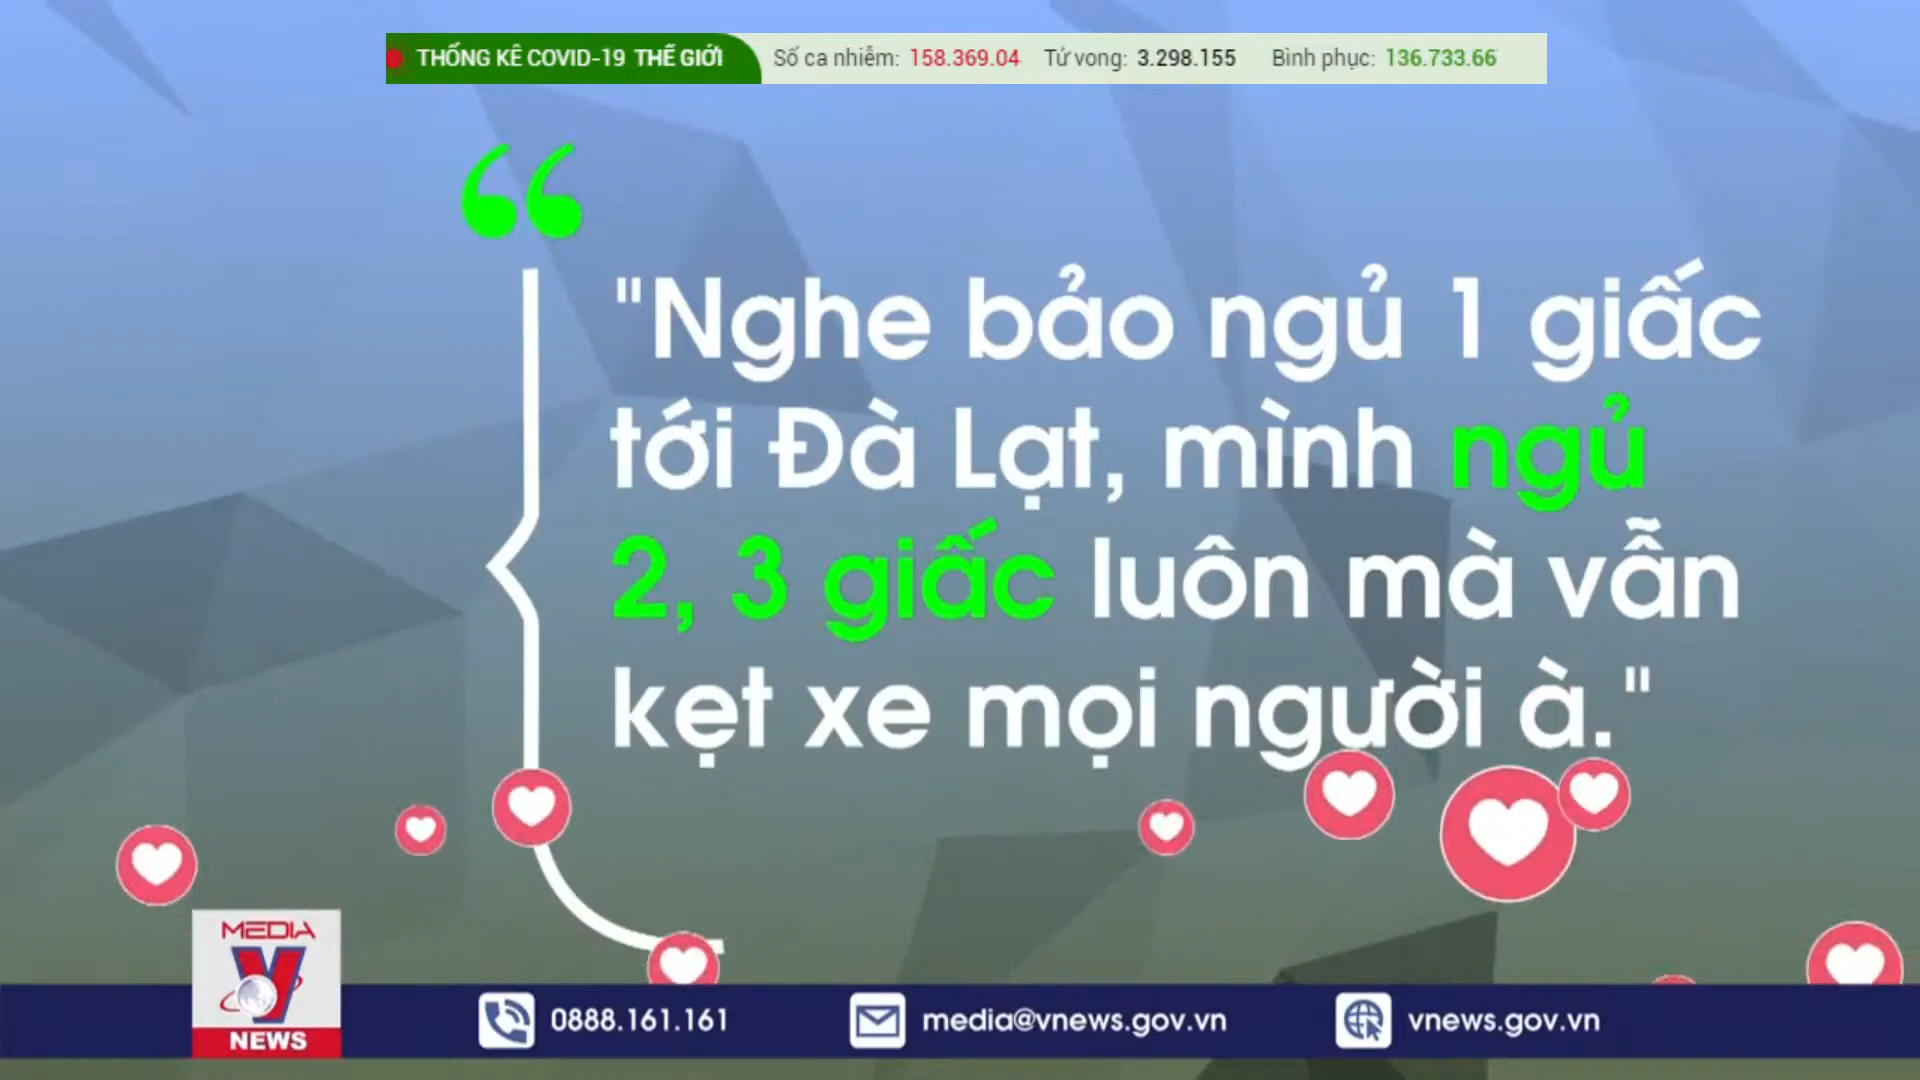 THỐNG KÊ COVID-19 THẾ GIỚI Số ca nhiễm: 158.369.04 Tử vong: 3.298.155 Bình phục: 136.733.66
"Nghe bảo ngủ 1 giấc
tới Đà Lạt, mình ngủ
2, 3 giấc luôn mà vẫn
kẹt xe mọi người à."
MEDIA
V
NEWS
0888.161.161 media@vnews.gov.vn vnews.gov.vn